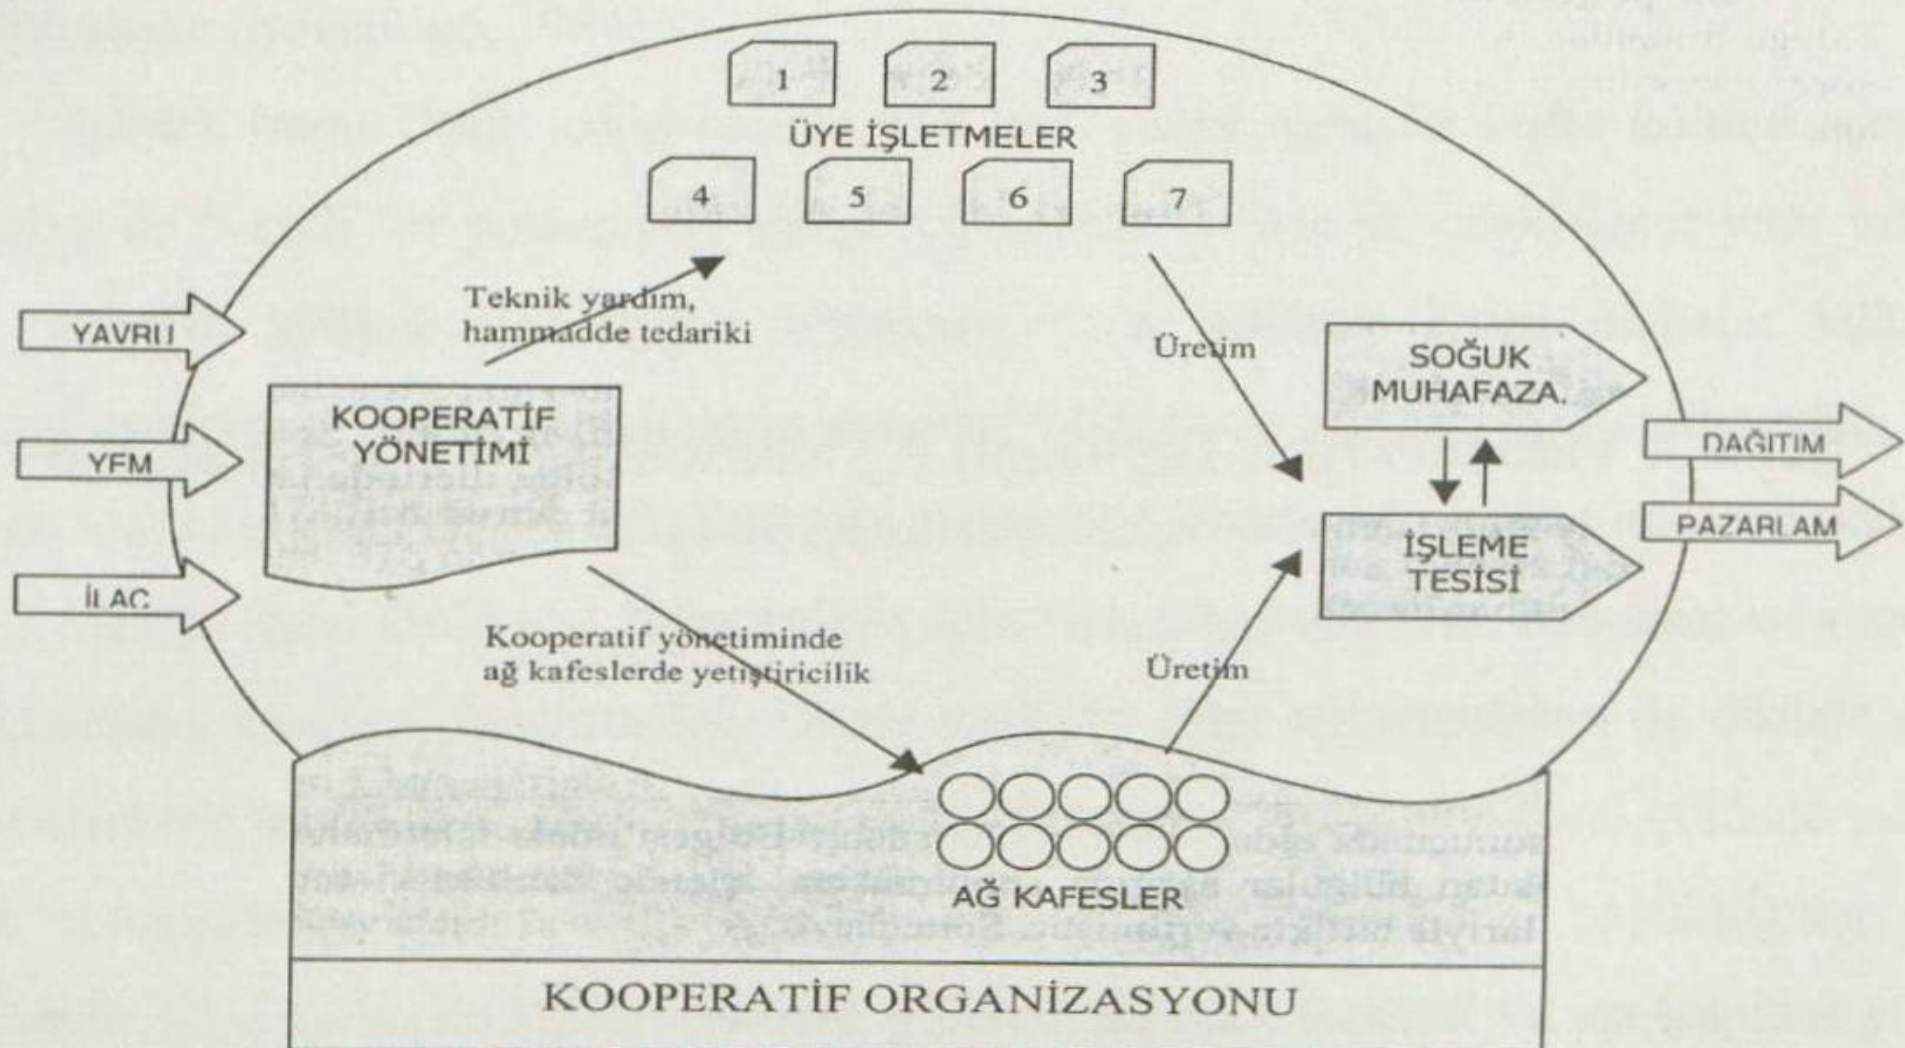 1 2 3
ÜYE İŞLETMELER
4 5 6 7
Teknik yardım,
hammadde tedariki
YAVRU
YEM
İLAC
KOOPERATİF
YÖNETİMİ
Üretim
SOĞUK
MUHAFAZA.
DAĞITIM
PAZARLAM
İŞLEME
TESİSİ
Kooperatif yönetiminde
ağ kafeslerde yetiştiricilik
Üretim
AĞ KAFESLER
KOOPERATİF ORGANİZASYONU